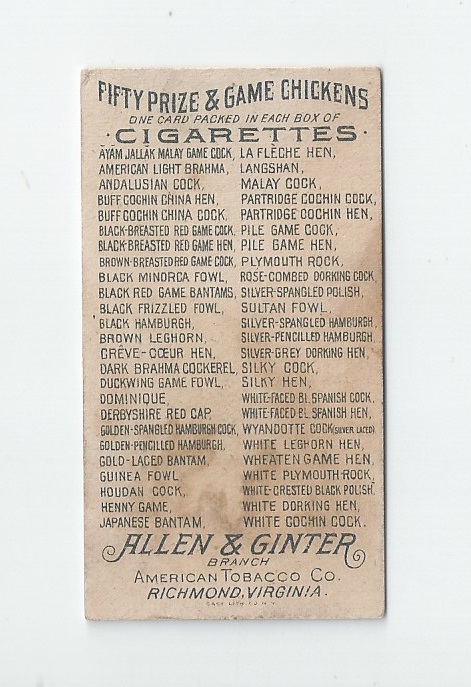 FIFTY PRIZE & GAME CHICKENS
ONE CARD PACKED IN EACH BOX OF
·CIGARETTES·
AYAM JALLAK MALAY GAME COCK,
AMERICAN LIGHT BRAHMA,
ANDALUSIAN COCK,
BUFF COCHIN CHINA HEN,
BUFF COCHIN CHINA COCK,
BLACK-BREASTED RED GAME COCK,
BLACK-BREASTED RED GAME HEN,
BROWN-BREASTED RED GAME COCK,
BLACK MINORCA FOWL,
BLACK RED GAME BANTAMS,
BLACK FRIZZLED FOWL,
BLACK HAMBURGH,
BROWN LEGHORN,
CRÊVE-CŒUR HEN,
DARK BRAHMA COCKEREL,
DUCKWING GAME FOWL,
DOMINIQUE,
DERBYSHIRE RED CAP,
GOLDEN-SPANGLED HAMBURGH COCK,
GOLDEN-PENCILLED HAMBURGH,
GOLD-LACED BANTAM,
GUINEA FOWL
HOUDAN COCK,
HENNY GAME,
JAPANESE BANTAM,
LA FLÈCHE HEN,
LANGSHAN,
MALAY COCK,
PARTRIDGE COCHIN COCK,
PARTRIDGE COCHIN HEN,
PILE GAME COCK,
PILE GAME HEN,
PLYMOUTH ROCK,
ROSE-COMBED DORKING COCK,
SILVER-SPANGLED POLISH,
SULTAN FOWL,
SILVER-SPANGLED HAMBURGH,
SILVER-PENCILLED HAMBURGH,
SILVER-GREY DORKING HEN,
SILKY COCK,
SILKY HEN,
WHITE-FACED BL. SPANISH COCK,
WHITE-FACED BL. SPANISH HEN,
WYANDOTTE COCK (SILVER LACED)
WHITE LEGHORN HEN,
WHEATEN GAME HEN,
WHITE PLYMOUTH-ROCK,
WHITE-CRESTED BLACK POLISH.
WHITE DORKING HEN,
WHITE COCHIN COCK.
ALLEN & GINTER
BRANCH
AMERICAN TOBACCO CO.
RICHMOND, VIRGINIA.
LITH. CO. N.Y.